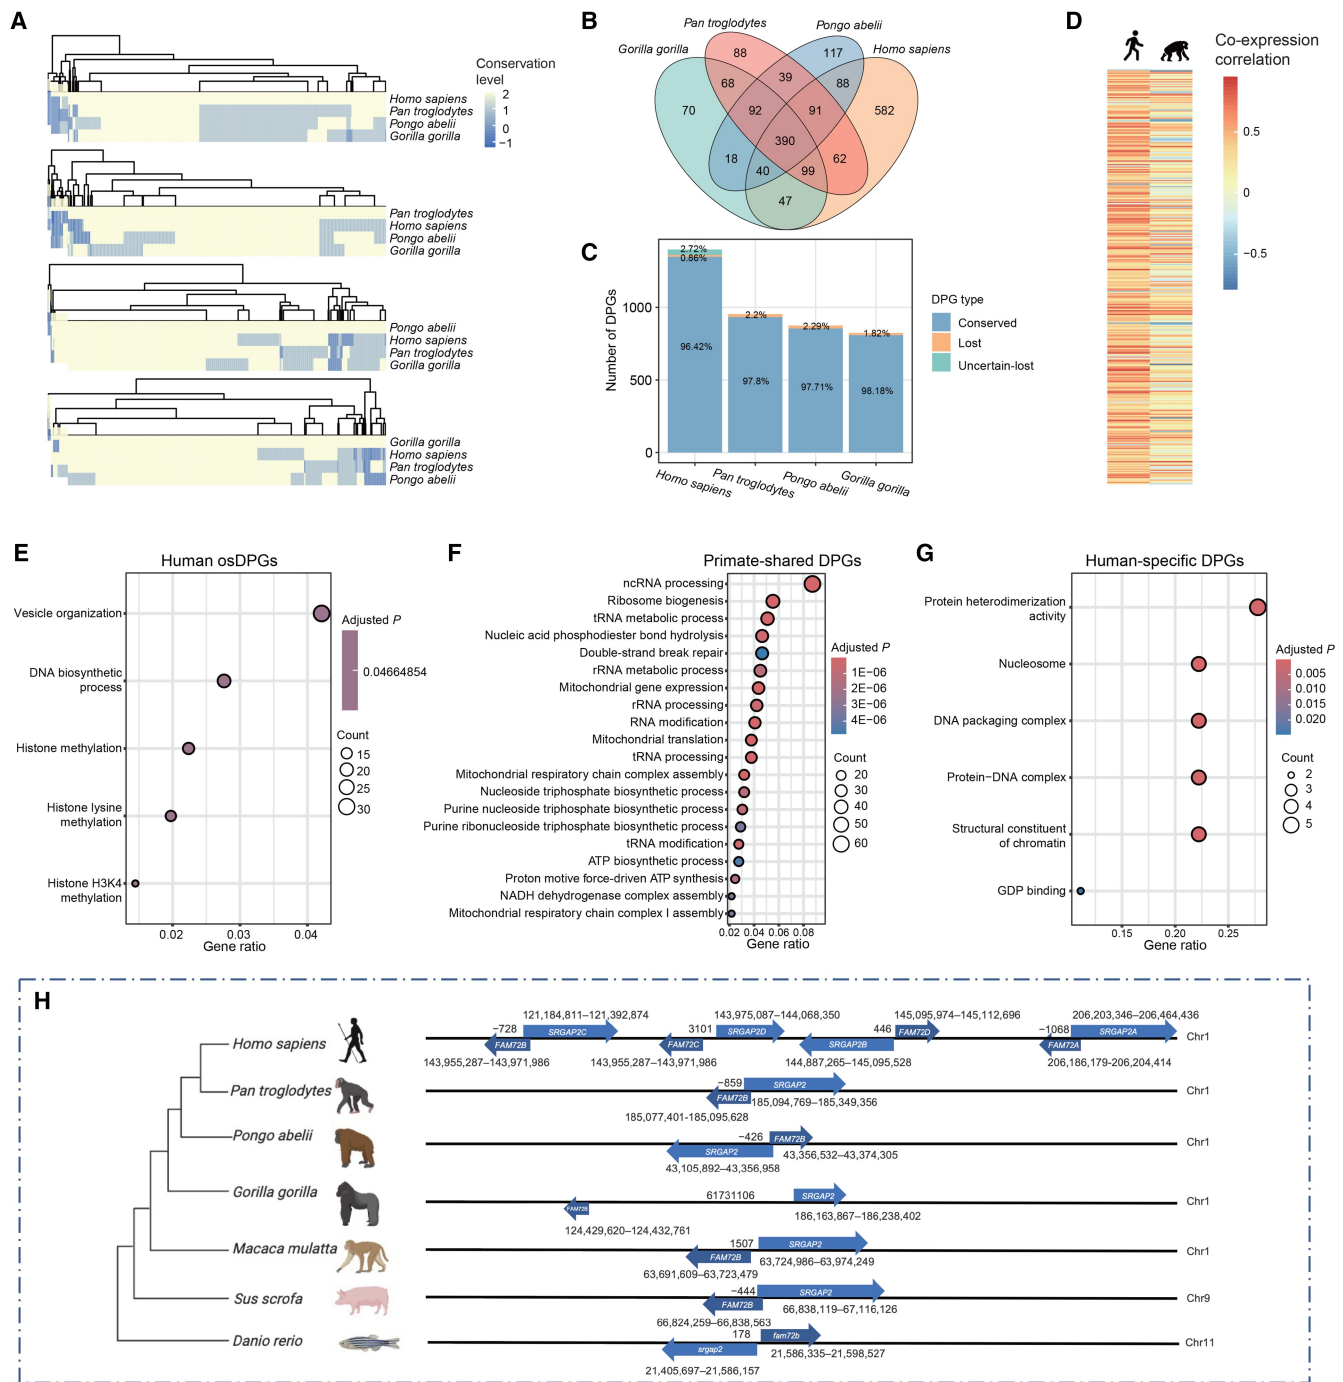 A
Conservation
level
2
1
0
−1
Homo sapiens
Pan troglodytes
Pongo abelii
Gorilla gorilla
Pan troglodytes
Homo sapiens
Pongo abelii
Gorilla gorilla
Pongo abelii
Homo sapiens
Pan troglodytes
Gorilla gorilla
Gorilla gorilla
Homo sapiens
Pan troglodytes
Pongo abelii
B
Pan troglodytes
Pongo abelii
Gorilla gorilla
Homo sapiens
88
117
68
39
88
70
92
91
582
390
18
40
99
62
47
C
Number of DPGs
1000
500
0
2.72%
0.86%
96.42%
2.2%
97.8%
2.29%
97.71%
1.82%
98.18%
Homo sapiens
Pan troglodytes
Pongo abelii
Gorilla gorilla
DPG type
Conserved
Lost
Uncertain-lost
D
Co-expression
correlation
0.5
0
−0.5
E
Human osDPGs
Vesicle organization
DNA biosynthetic
process
Histone methylation
Histone lysine
methylation
Histone H3K4
methylation
0.02
0.03
0.04
Gene ratio
Adjusted P
0.04664854
Count
15
20
25
30
F
Primate-shared DPGs
ncRNA processing
Ribosome biogenesis
tRNA metabolic process
Nucleic acid phosphodiester bond hydrolysis
Double-strand break repair
rRNA metabolic process
Mitochondrial gene expression
rRNA processing
RNA modification
Mitochondrial translation
tRNA processing
Mitochondrial respiratory chain complex assembly
Nucleoside triphosphate biosynthetic process
Purine nucleoside triphosphate biosynthetic process
Purine ribonucleoside triphosphate biosynthetic process
tRNA modification
ATP biosynthetic process
Proton motive force-driven ATP synthesis
NADH dehydrogenase complex assembly
Mitochondrial respiratory chain complex I assembly
0.02 0.04 0.06 0.08
Gene ratio
Adjusted P
1E−06
2E−06
3E−06
4E−06
Count
20
30
40
50
60
G
Human-specific DPGs
Protein heterodimerization
activity
Nucleosome
DNA packaging complex
Protein−DNA complex
Structural constituent
of chromatin
GDP binding
0.15
0.20
0.25
Gene ratio
Adjusted P
0.005
0.010
0.015
0.020
Count
2
3
4
5
H
Homo sapiens
121,184,811–121,392,874
143,975,087–144,068,350
145,095,974–145,112,696
206,203,346–206,464,436
−728
SRGAP2C
3101
SRGAP2D
446
FAM72D
−1068
SRGAP2A
FAM72B
FAM72C
SRGAP2B
FAM72A
Chr1
143,955,287–143,971,986
143,955,287–143,971,986
144,887,265–145,095,528
206,186,179-206,204,414
Pan troglodytes
−859
SRGAP2
FAM72B
185,094,769–185,349,356
Chr1
185,077,401-185,095,628
Pongo abelii
−426
FAM72B
SRGAP2
43,356,532–43,374,305
Chr1
43,105,892–43,356,958
Gorilla gorilla
61731106
SRGAP2
FAM72B
Chr1
186,163,867–186,238,402
124,429,620–124,432,761
Macaca mulatta
1507
SRGAP2
FAM72B
63,724,986–63,974,249
Chr1
63,691,609–63,723,479
Sus scrofa
−444
SRGAP2
FAM72B
66,838,119–67,116,126
Chr9
66,824,259–66,838,563
Danio rerio
178
fam72b
srgap2
21,586,335–21,598,527
Chr11
21,405,697–21,586,157